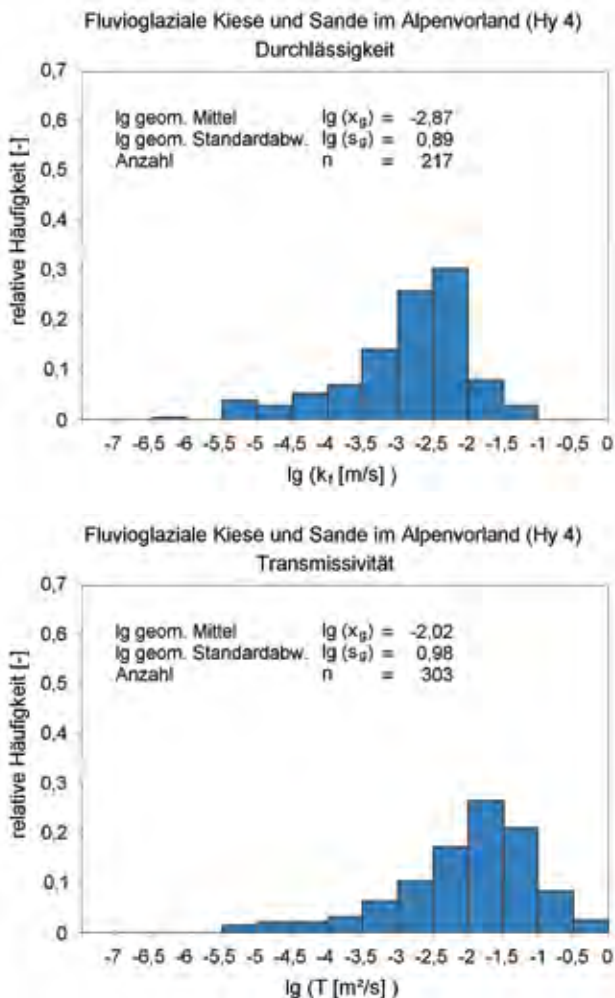 Fluvioglaziale Kiese und Sande im Alpenvorland (Hy 4)
Durchlässigkeit
0,7
0,6
0,5
0,4
0,3
0,2
0,1
0
relative Häufigkeit [-]
lg geom. Mittel lg (xg) = -2,87
lg geom. Standardabw. lg (sg) = 0,89
Anzahl n = 217
-7 -6,5 -6 -5,5 -5 -4,5 -4 -3,5 -3 -2,5 -2 -1,5 -1 -0,5 0
lg (kf [m/s] )
Fluvioglaziale Kiese und Sande im Alpenvorland (Hy 4)
Transmissivität
0,7
0,6
0,5
0,4
0,3
0,2
0,1
0
relative Häufigkeit [-]
lg geom. Mittel lg (xg) = -2,02
lg geom. Standardabw. lg (sg) = 0,98
Anzahl n = 303
-7 -6,5 -6 -5,5 -5 -4,5 -4 -3,5 -3 -2,5 -2 -1,5 -1 -0,5 0
lg (T [m²/s] )